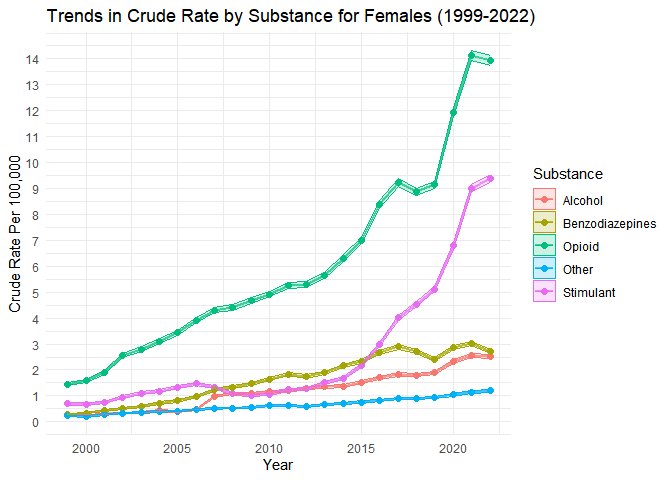 Trends in Crude Rate by Substance for Females (1999-2022)
14
13
12
11
10
9
8
7
6
5
4
3
2
1
0
Crude Rate Per 100,000
2000
2005
2010
2015
2020
Year
Substance
Alcohol
Benzodiazepines
Opioid
Other
Stimulant